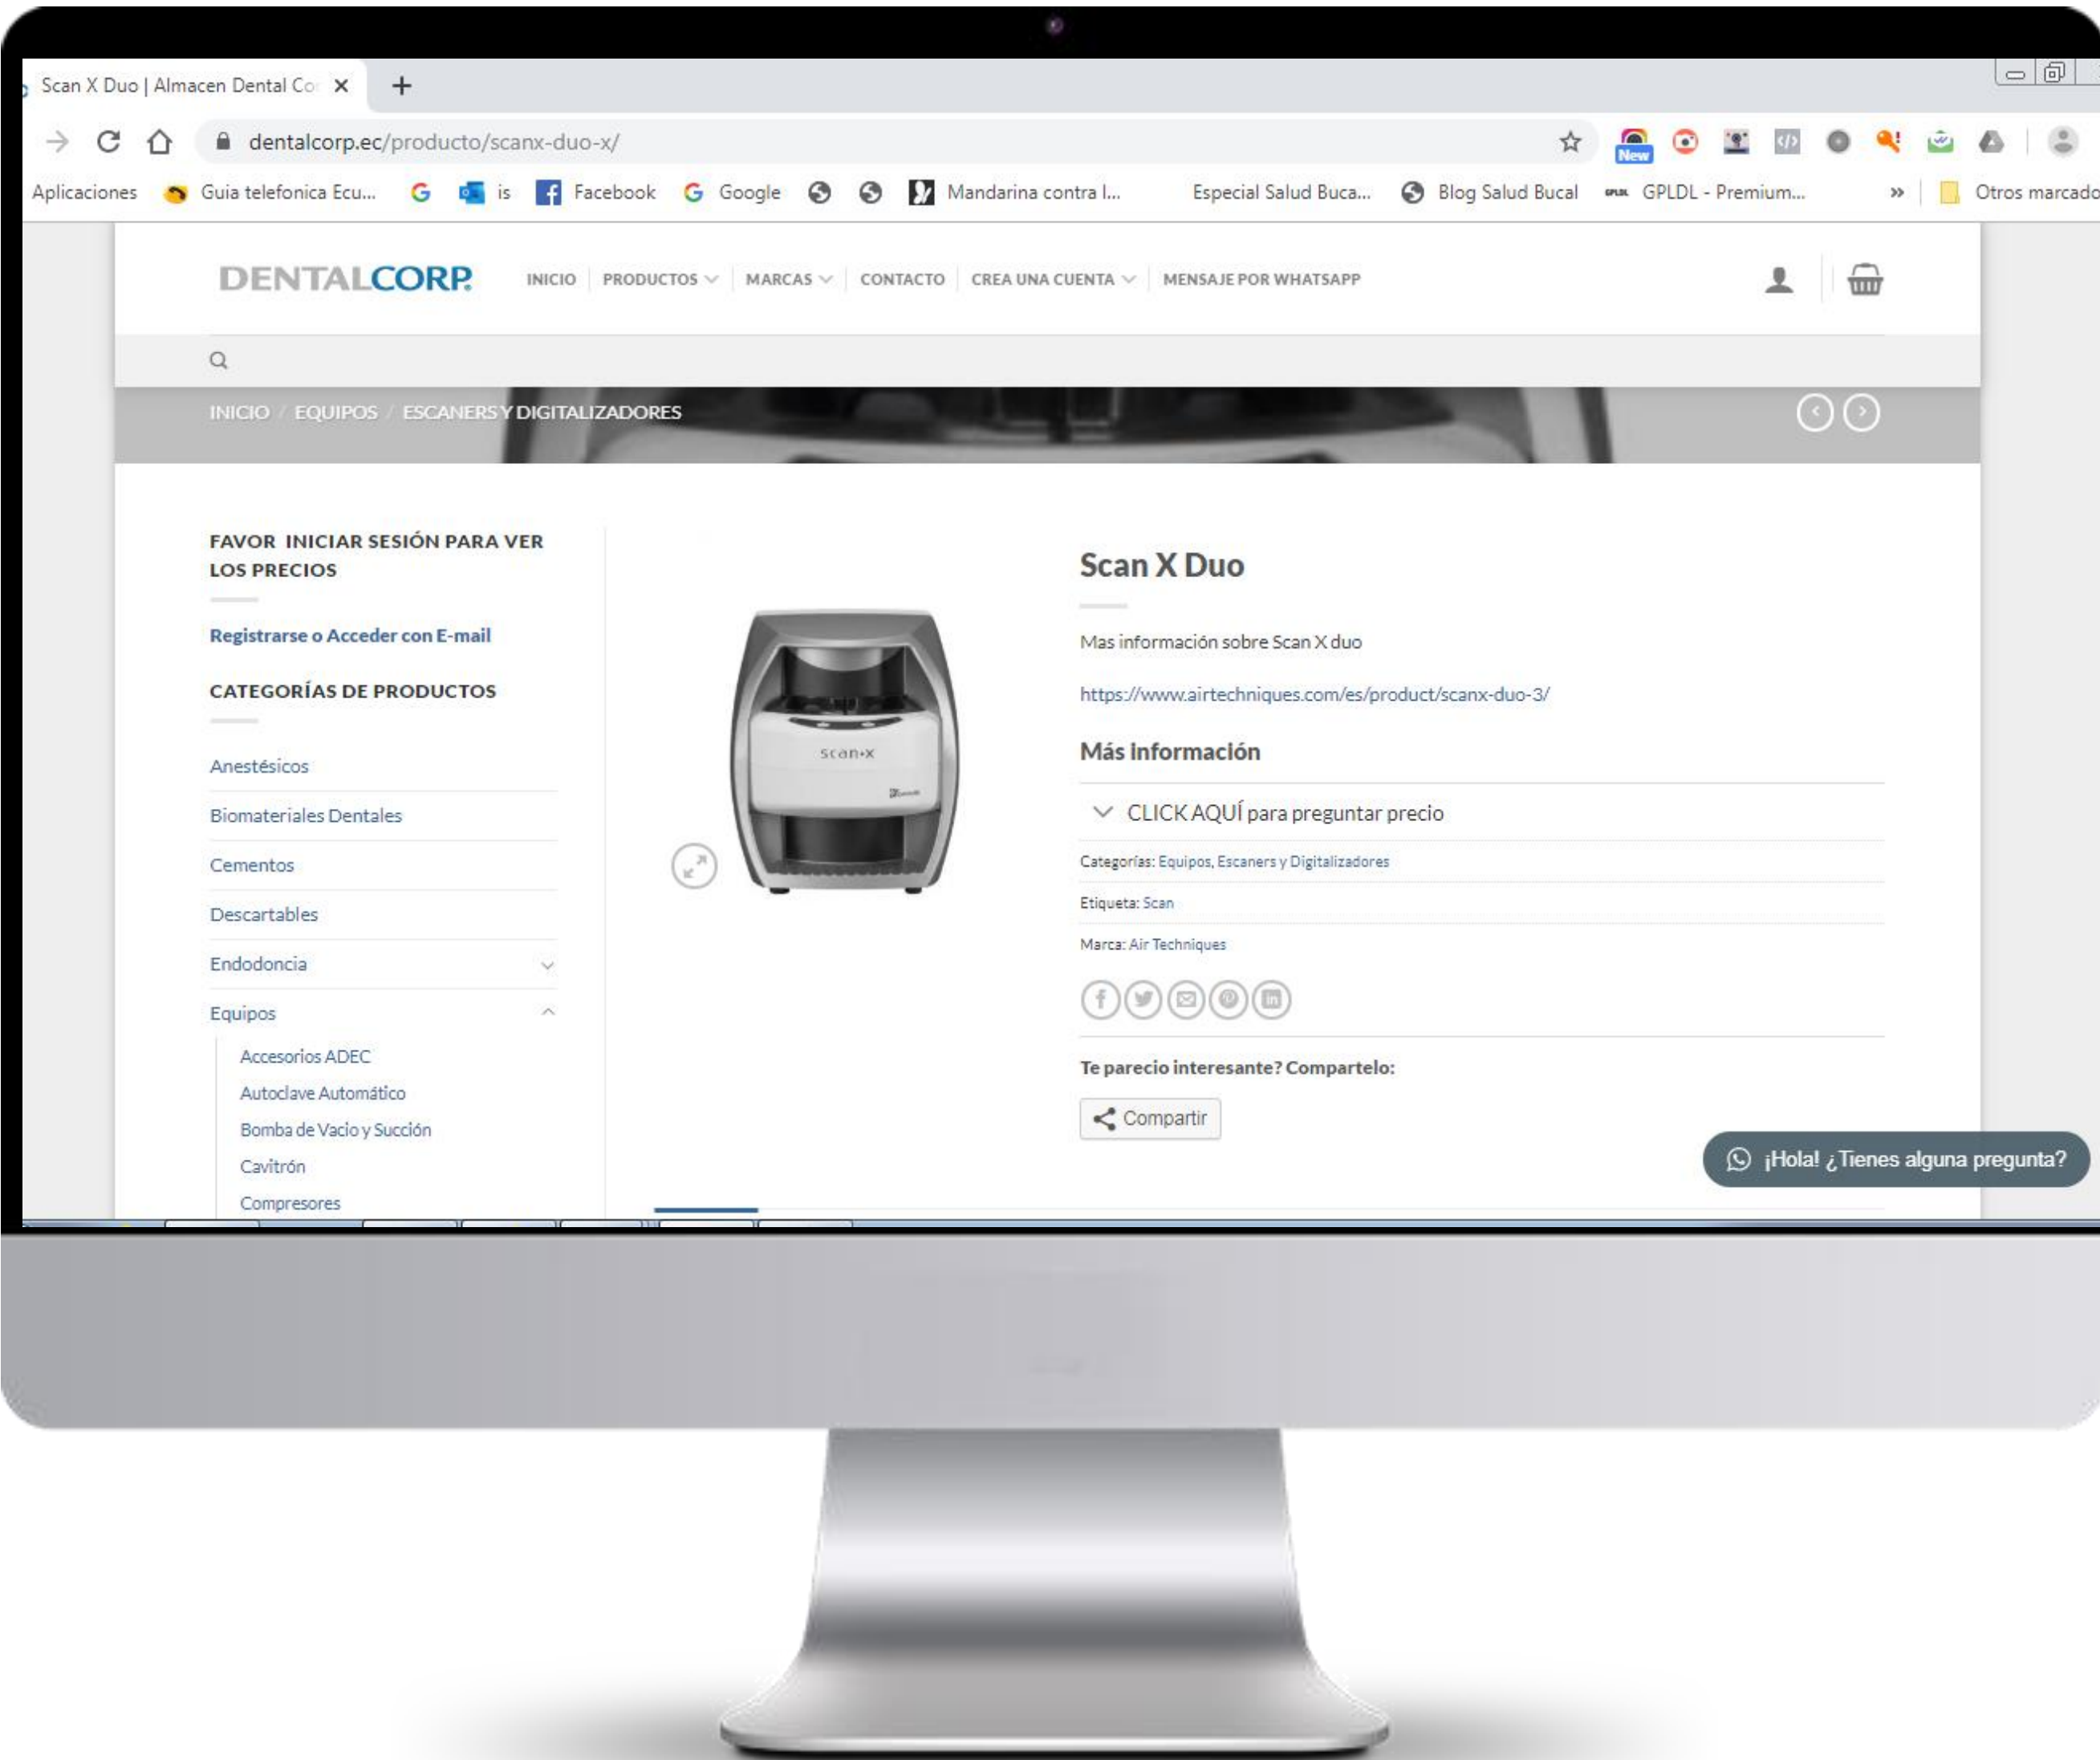 Scan X Duo | Almacen Dental Co
dentalcorp.ec/producto/scanx-duo-x/
New
Aplicaciones Guia telefonica Ecu... is Facebook Google Mandarina contra l... Especial Salud Buca... Blog Salud Bucal GPLDL GPLDL - Premium... » Otros marcado
DENTALCORP. INICIO PRODUCTOS MARCAS CONTACTO CREA UNA CUENTA MENSAJE POR WHATSAPP
INICIO / EQUIPOS / ESCANERS Y DIGITALIZADORES
FAVOR INICIAR SESIÓN PARA VER
LOS PRECIOS
Registrarse o Acceder con E-mail
CATEGORÍAS DE PRODUCTOS
Anestésicos
Biomateriales Dentales
Cementos
Descartables
Endodoncia
Equipos
Accesorios ADEC
Autoclave Automático
Bomba de Vacio y Succión
Cavitrón
Compresores
scan•x
Scan X Duo
Mas información sobre Scan X duo
https://www.airtechniques.com/es/product/scanx-duo-3/
Más información
CLICK AQUÍ para preguntar precio
Categorías: Equipos, Escaners y Digitalizadores
Etiqueta: Scan
Marca: Air Techniques
Te parecio interesante? Compartelo:
Compartir
¡Hola! ¿Tienes alguna pregunta?